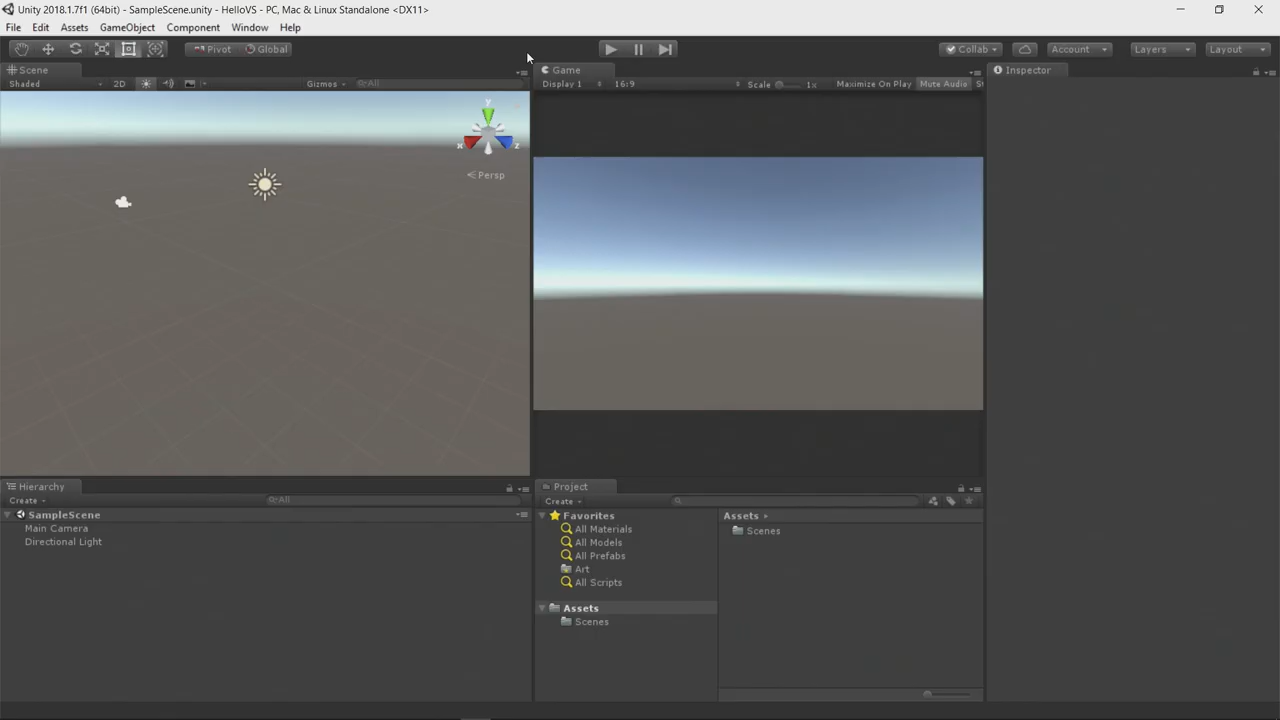 Unity 2018.1.7f1 (64bit) - SampleScene.unity - HelloVS - PC, Mac & Linux Standalone <DX11>
File Edit Assets GameObject Component Window Help
Pivot Global Collab Account Layers Layout
Scene
Shaded 2D Gizmos All
y
x z
Persp
Game
Display 1 16:9 Scale 1x Maximize On Play Mute Audio St
Inspector
Hierarchy
Create All
SampleScene
Main Camera
Directional Light
Project
Create
Favorites
All Materials
All Models
All Prefabs
Art
All Scripts
Assets
Scenes
Assets
Scenes